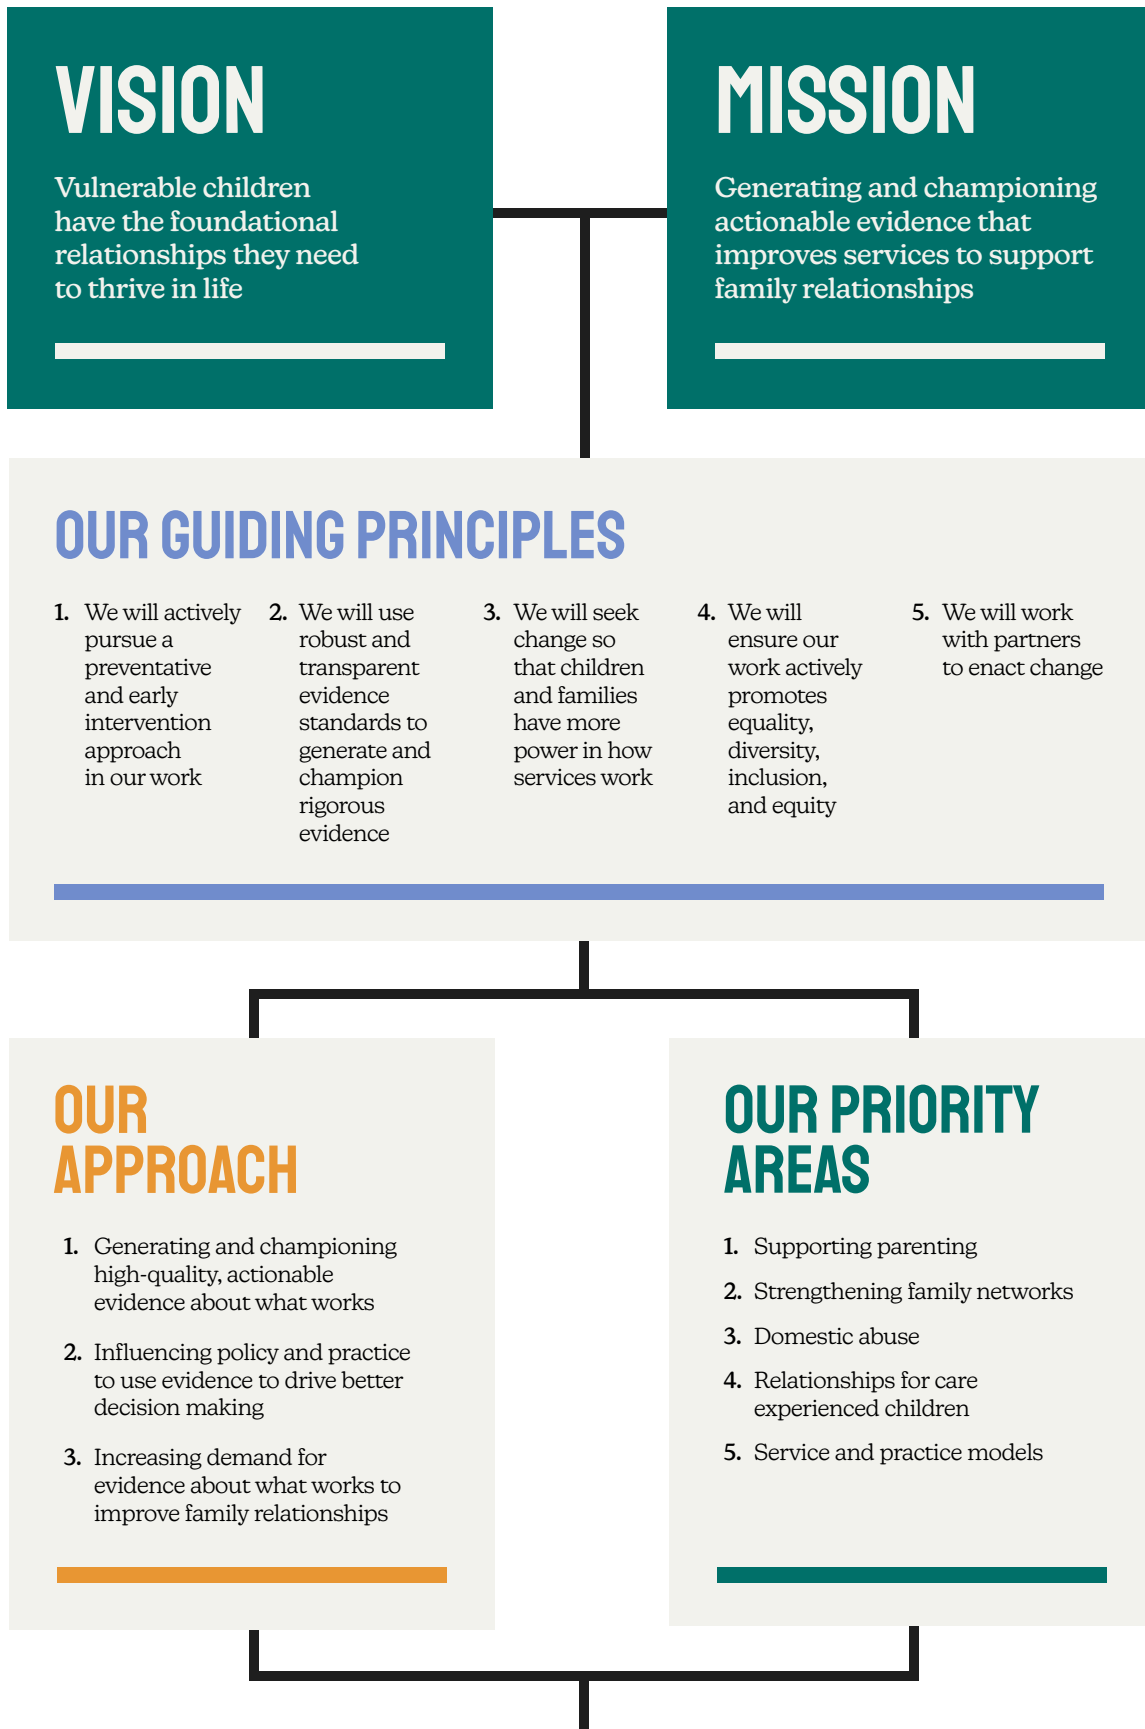 VISION
Vulnerable children
have the foundational
relationships they need
to thrive in life
MISSION
Generating and championing
actionable evidence that
improves services to support
family relationships
OUR GUIDING PRINCIPLES
1. We will actively
pursue a
preventative
and early
intervention
approach
in our work
2. We will use
robust and
transparent
evidence
standards to
generate and
champion
rigorous
evidence
3. We will seek
change so
that children
and families
have more
power in how
services work
4. We will
ensure our
work actively
promotes
equality,
diversity,
inclusion,
and equity
5. We will work
with partners
to enact change
OUR
APPROACH
1. Generating and championing
high-quality, actionable
evidence about what works
2. Influencing policy and practice
to use evidence to drive better
decision making
3. Increasing demand for
evidence about what works to
improve family relationships
OUR PRIORITY
AREAS
1. Supporting parenting
2. Strengthening family networks
3. Domestic abuse
4. Relationships for care
experienced children
5. Service and practice models